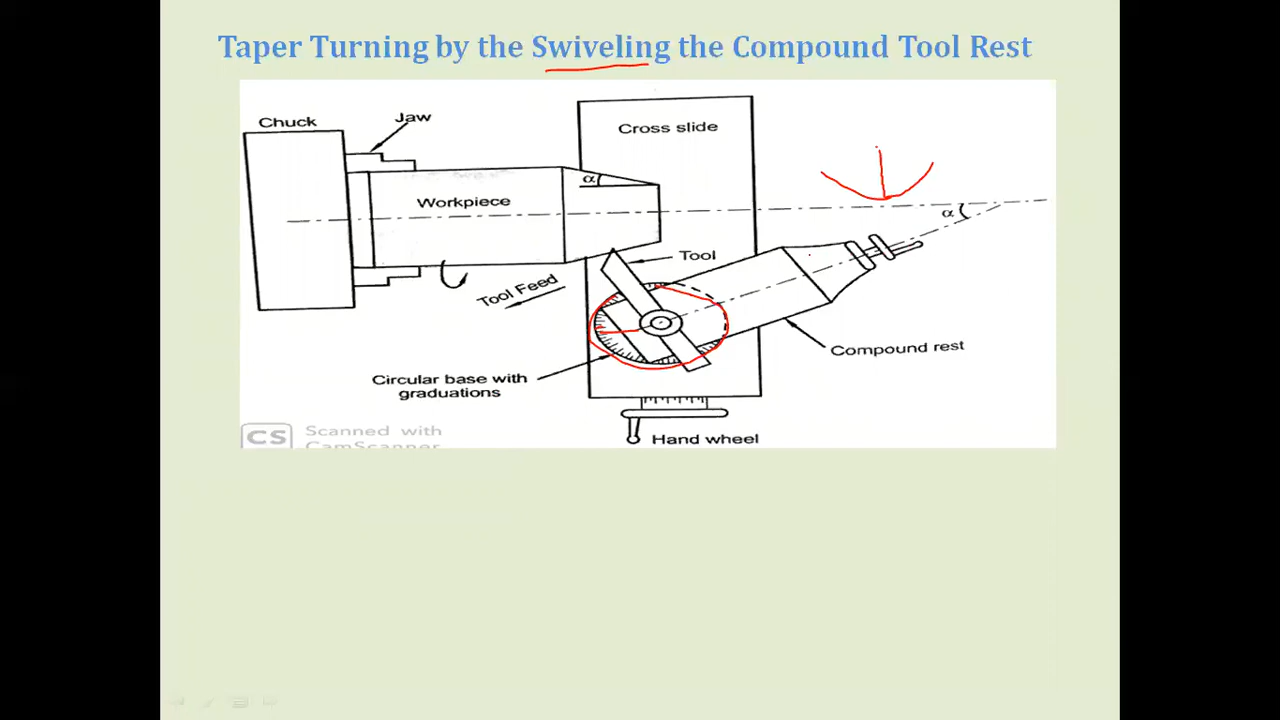 Taper Turning by the Swiveling the Compound Tool Rest
Chuck
Jaw
Cross slide
α
Workpiece
α
Tool
Tool Feed
Compound rest
Circular base with
graduations
CS Scanned with
CamScanner
Hand wheel